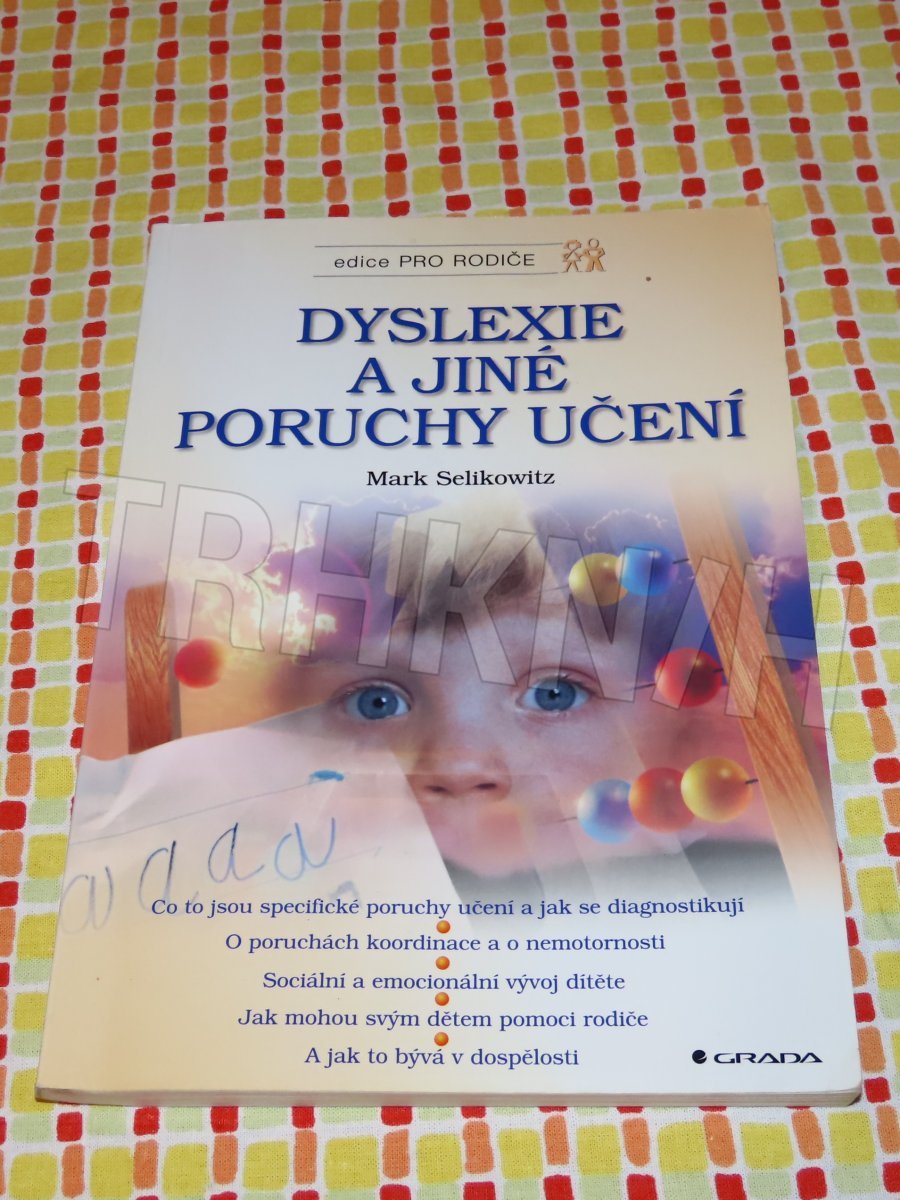 edice PRO RODIČE
DYSLEXIE
A JINÉ
PORUCHY UČENÍ
Mark Selikowitz
TRHKNIH
a a a a
Co to jsou specifické poruchy učení a jak se diagnostikují
O poruchách koordinace a o nemotornosti
Sociální a emocionální vývoj dítěte
Jak mohou svým dětem pomoci rodiče
A jak to bývá v dospělosti
GRADA